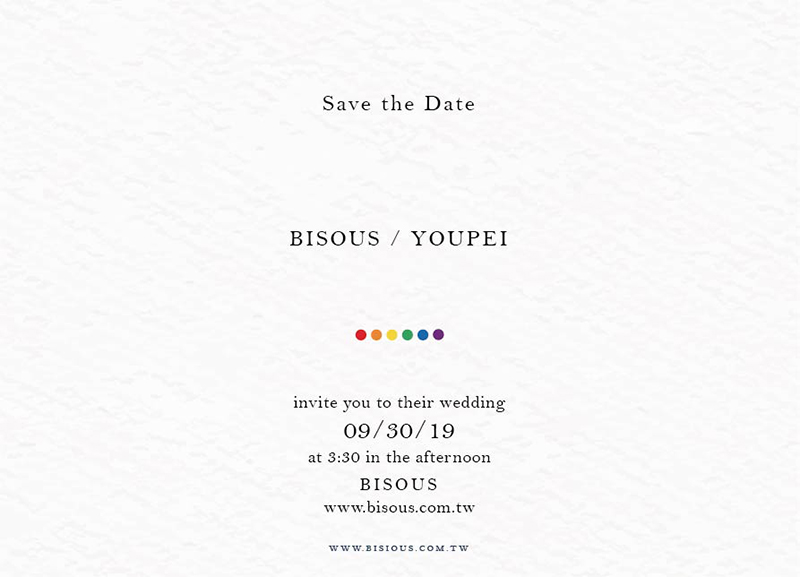 Save the Date
BISOUS / YOUPEI
invite you to their wedding
09/30/19
at 3:30 in the afternoon
BISOUS
www.bisous.com.tw
WWW.BISIOUS.COM.TW